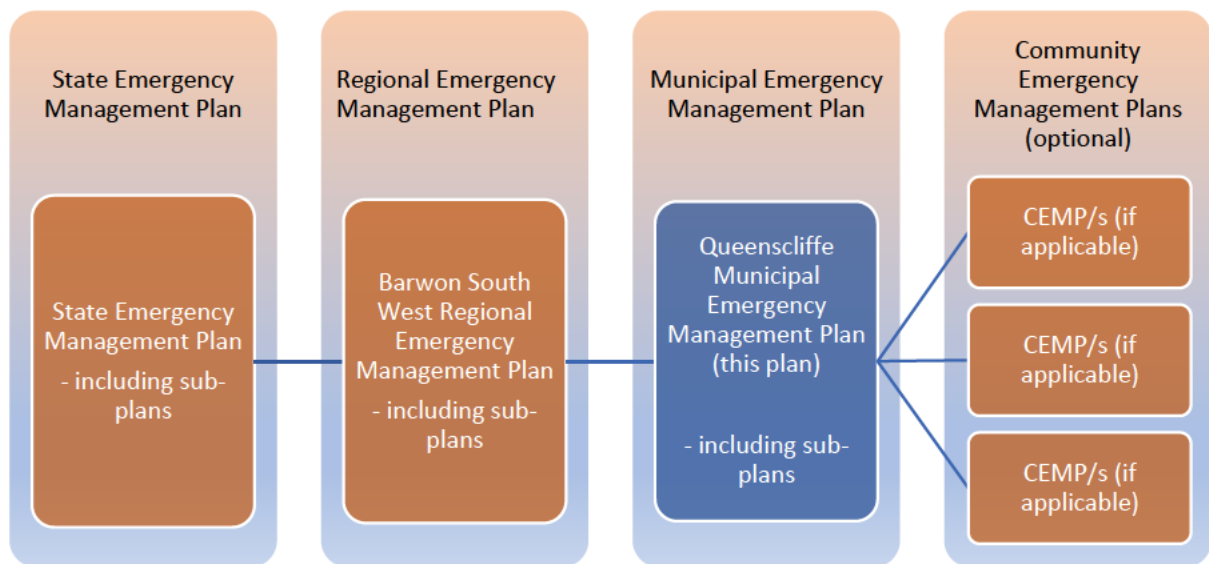 State Emergency
Management Plan
Regional Emergency
Management Plan
Municipal Emergency
Management Plan
Community
Emergency
Management Plans
(optional)
State Emergency
Management Plan
- including sub-
plans
Barwon South
West Regional
Emergency
Management Plan
- including sub-
plans
Queenscliffe
Municipal
Emergency
Management Plan
(this plan)
- including sub-
plans
CEMP/s (if
applicable)
CEMP/s (if
applicable)
CEMP/s (if
applicable)